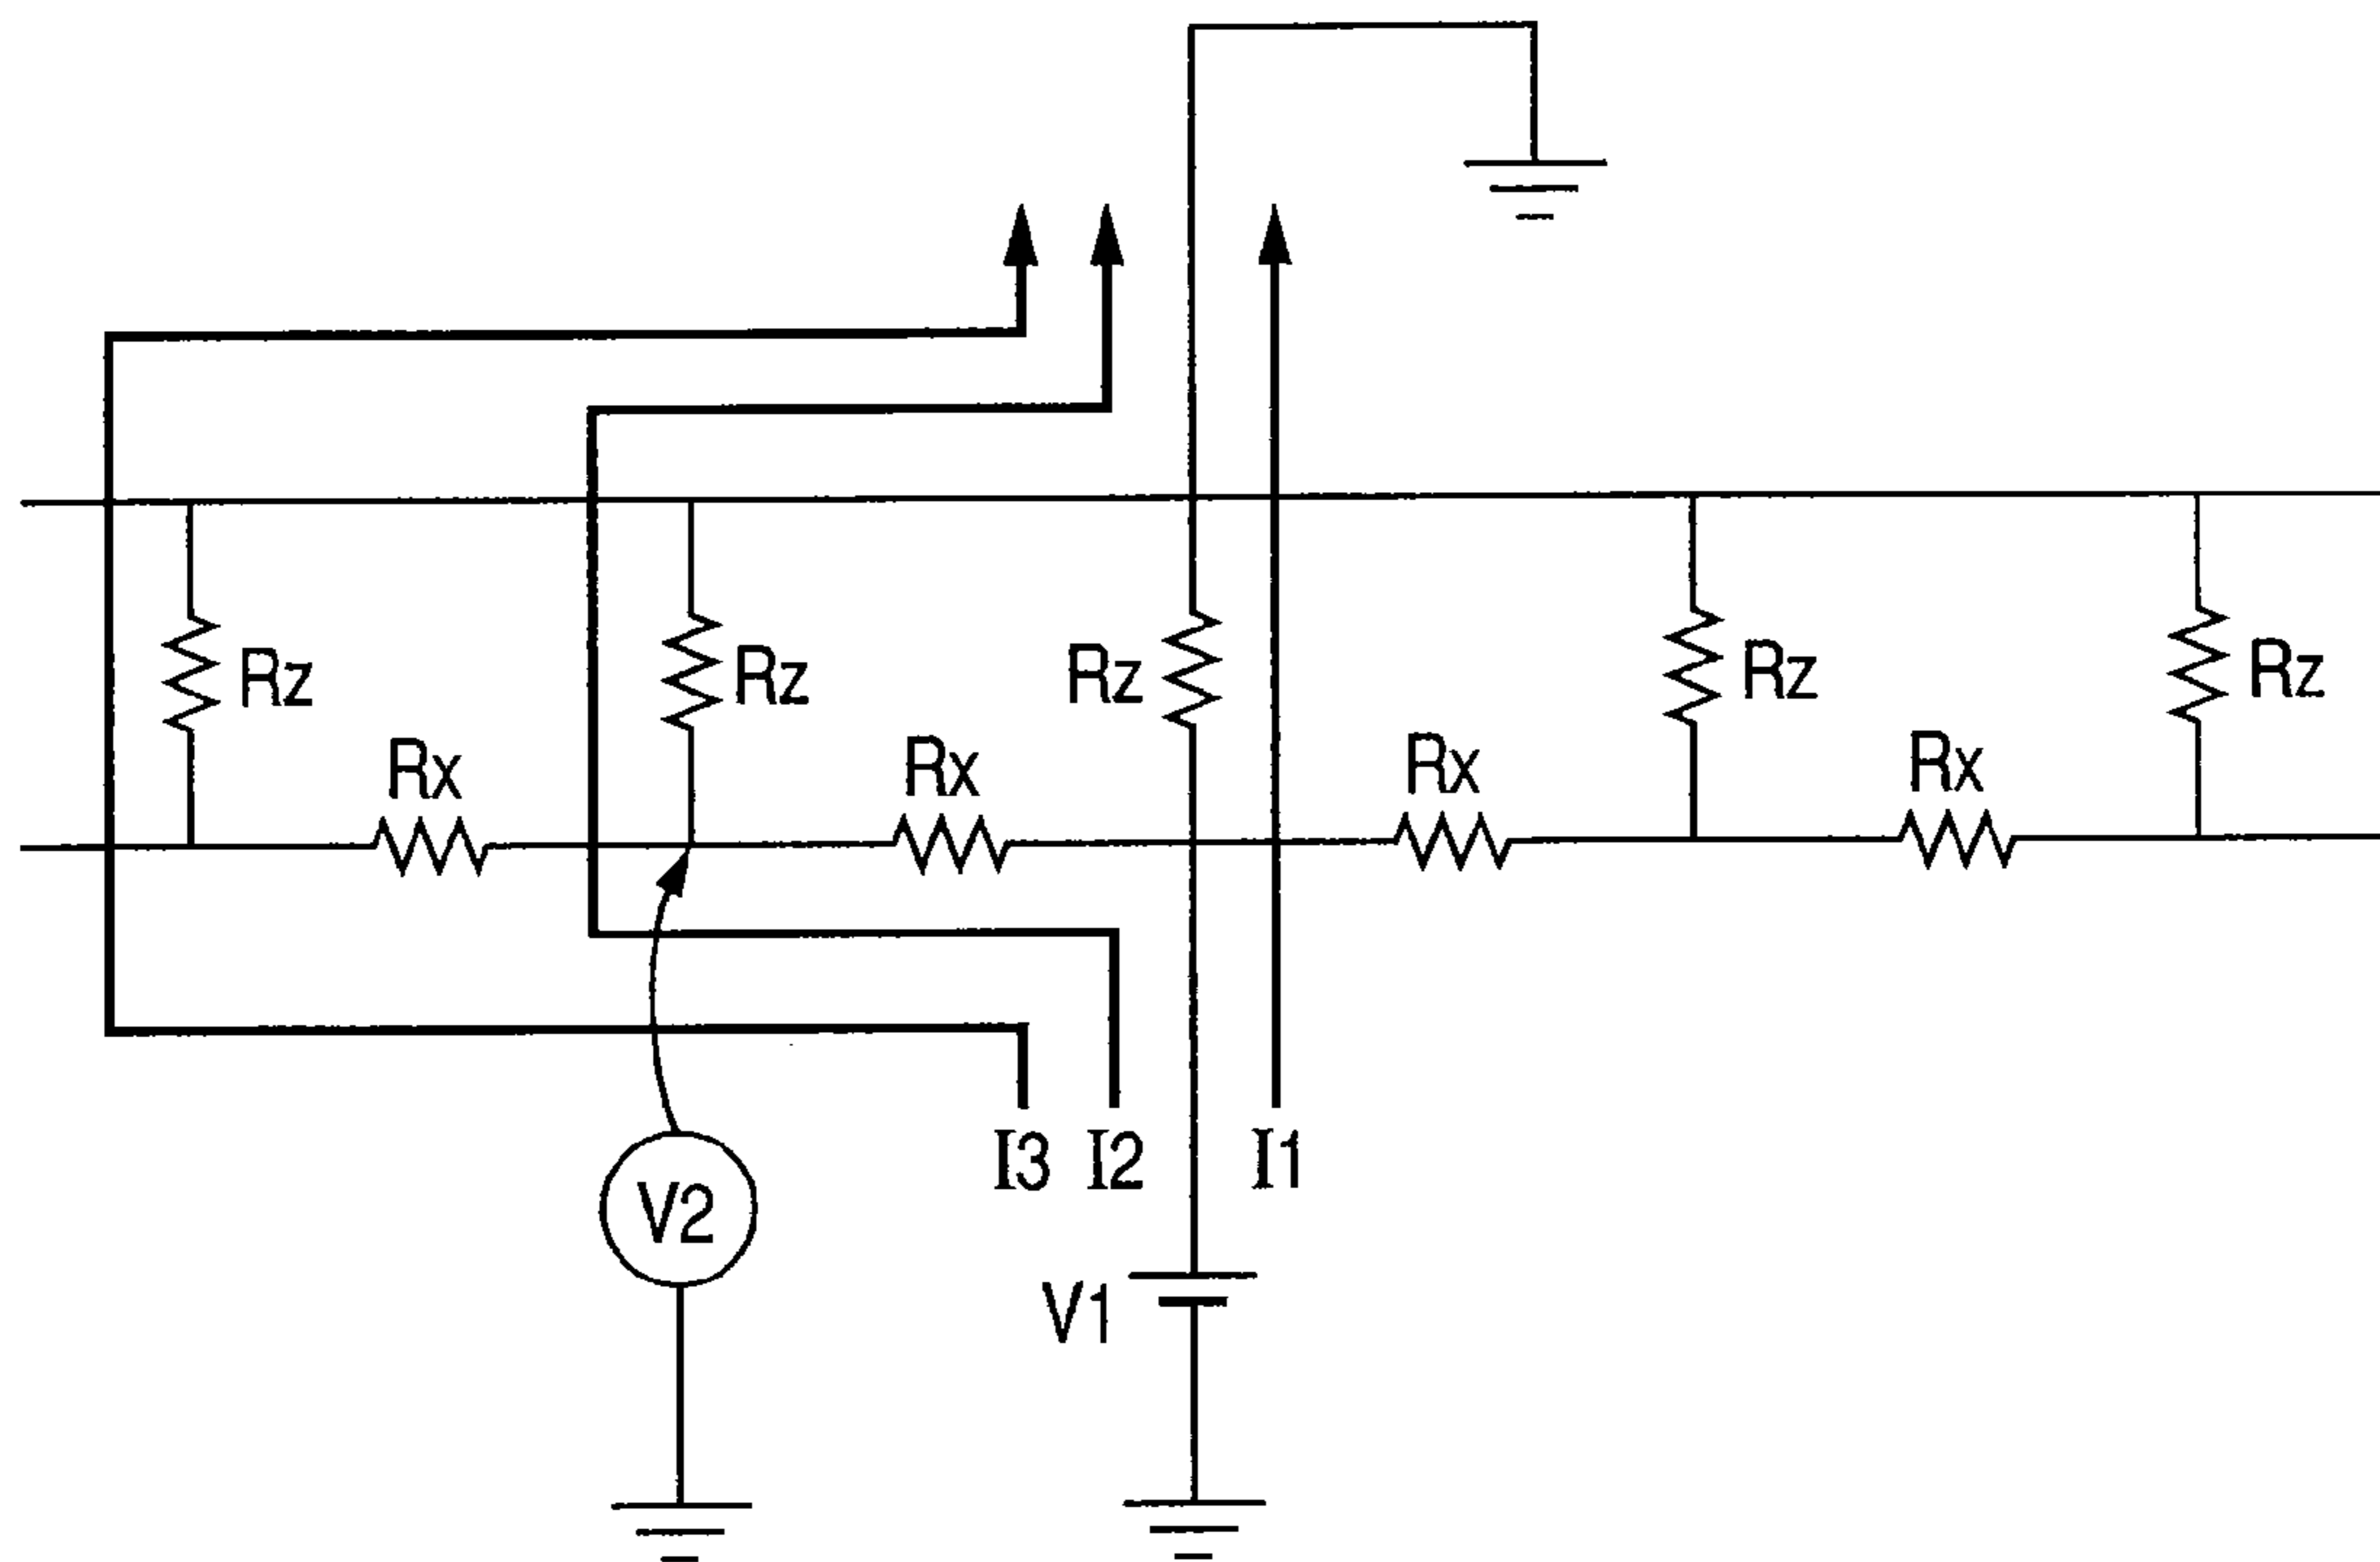 Rz Rz Rz Rz Rz
Rx Rx Rx Rx
I3 I2 I1
V2
V1